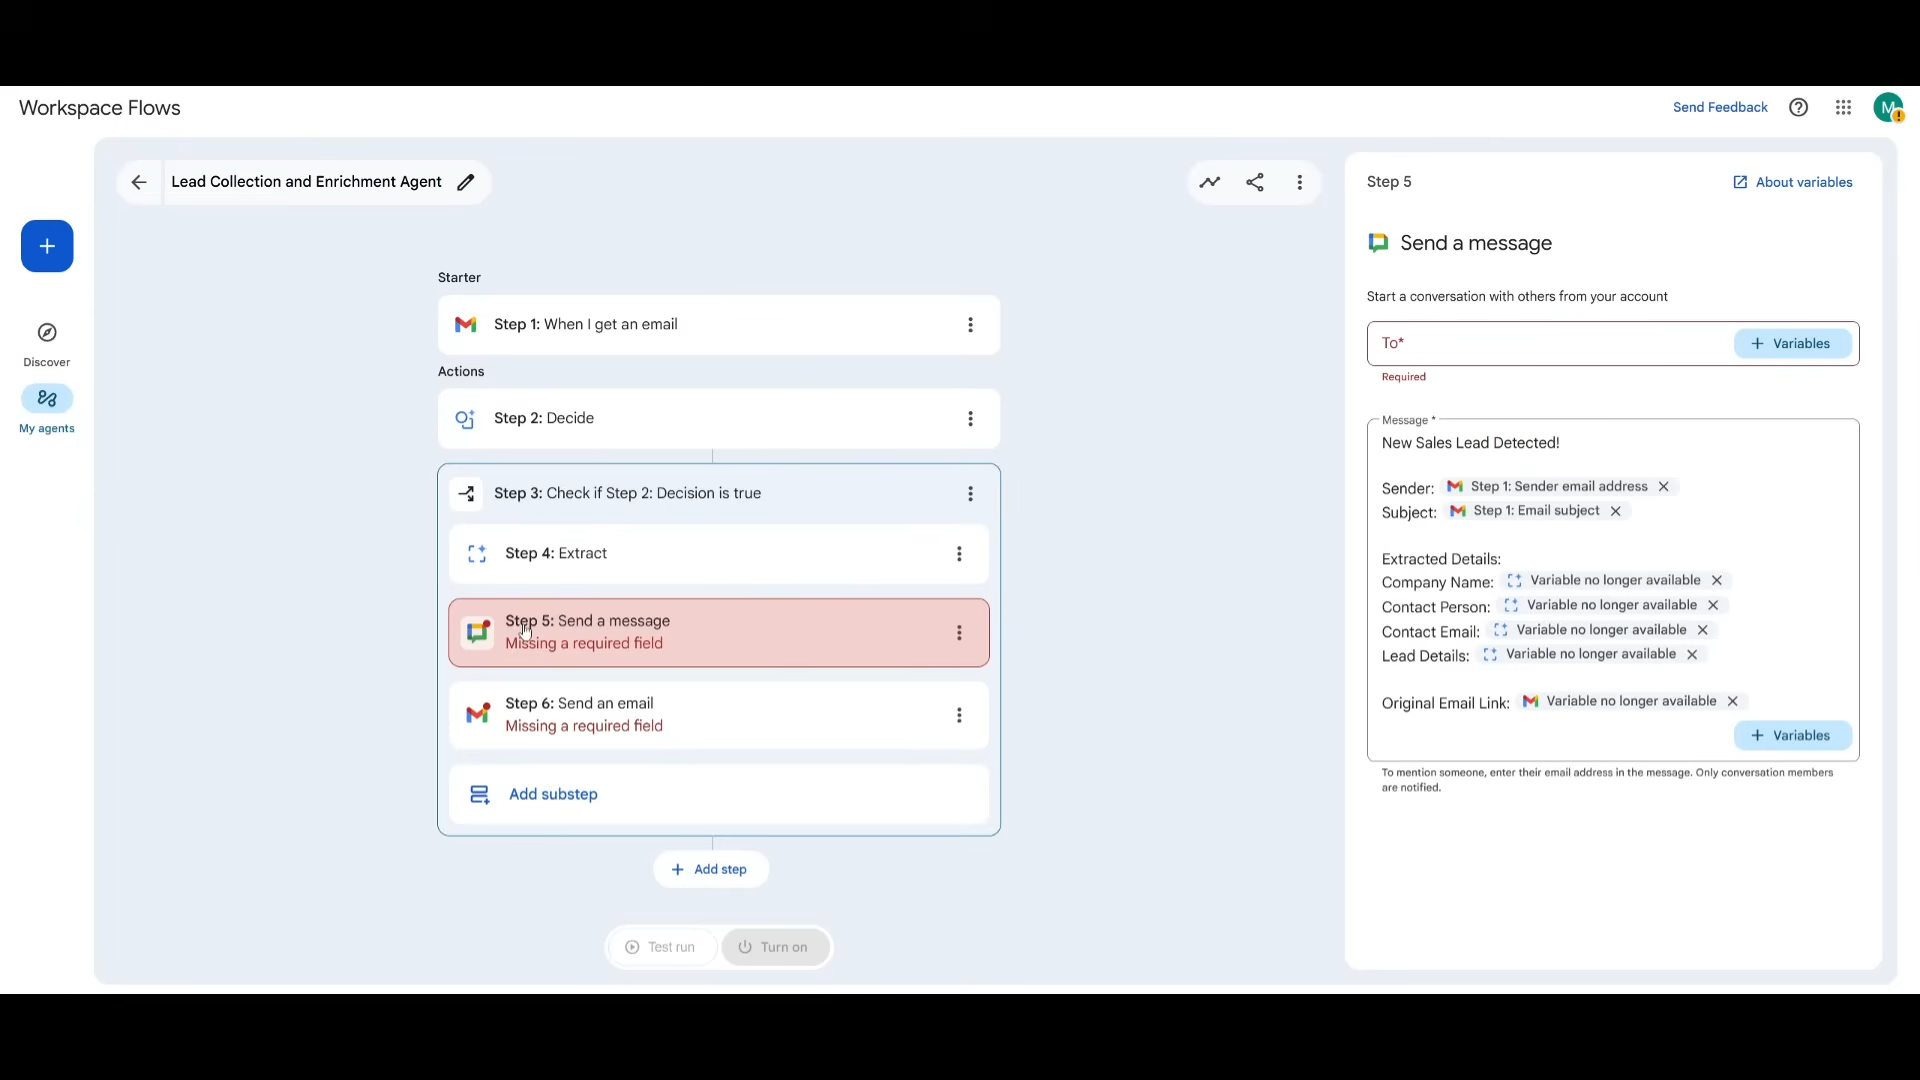 Workspace Flows
Send Feedback
M
Discover
My agents
Lead Collection and Enrichment Agent
Starter
Step 1: When I get an email
Actions
Step 2: Decide
Step 3: Check if Step 2: Decision is true
Step 4: Extract
Step 5: Send a message
Missing a required field
Step 6: Send an email
Missing a required field
Add substep
+ Add step
Test run
Turn on
Step 5
About variables
Send a message
Start a conversation with others from your account
To*
+ Variables
Required
Message *
New Sales Lead Detected!
Sender: Step 1: Sender email address
Subject: Step 1: Email subject
Extracted Details:
Company Name: Variable no longer available
Contact Person: Variable no longer available
Contact Email: Variable no longer available
Lead Details: Variable no longer available
Original Email Link: Variable no longer available
+ Variables
To mention someone, enter their email address in the message. Only conversation members
are notified.